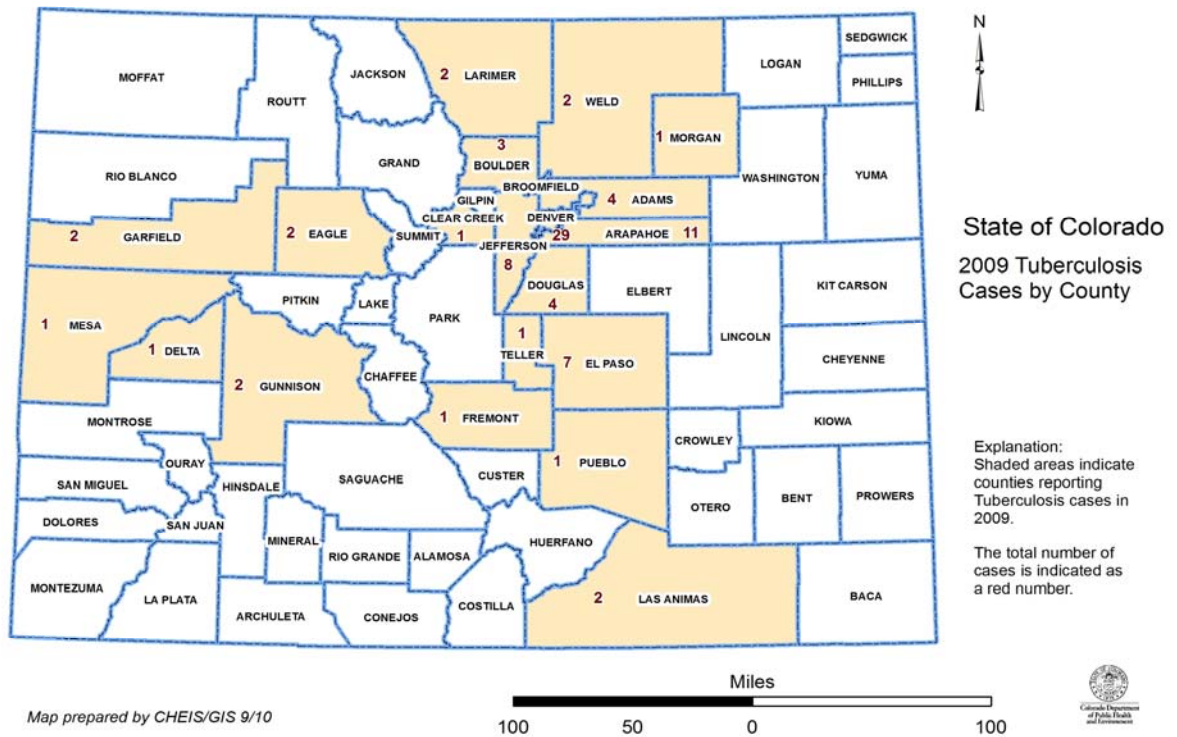 N
SEDGWICK
LOGAN
JACKSON
2 LARIMER
MOFFAT
PHILLIPS
ROUTT
2 WELD
1 MORGAN
3
BOULDER
GRAND
RIO BLANCO
WASHINGTON
YUMA
BROOMFIELD
GILPIN
4 ADAMS
CLEAR CREEK
DENVER
2 GARFIELD
2 EAGLE
SUMMIT
1
29
ARAPAHOE 11
JEFFERSON
8
State of Colorado
2009 Tuberculosis
Cases by County
DOUGLAS
4
ELBERT
KIT CARSON
PITKIN
LAKE
PARK
1 MESA
1
TELLER
LINCOLN
1 DELTA
7 EL PASO
CHEYENNE
2 GUNNISON
CHAFFEE
1 FREMONT
MONTROSE
KIOWA
CROWLEY
OURAY
1 PUEBLO
SAN MIGUEL
HINSDALE
SAGUACHE
CUSTER
OTERO
BENT
PROWERS
Explanation:
Shaded areas indicate
counties reporting
Tuberculosis cases in
2009.
The total number of
cases is indicated as
a red number.
DOLORES
SAN JUAN
MINERAL
RIO GRANDE
ALAMOSA
HUERFANO
MONTEZUMA
LA PLATA
ARCHULETA
CONEJOS
COSTILLA
2 LAS ANIMAS
BACA
Miles
100 50 0 100
Map prepared by CHEIS/GIS 9/10
Colorado Department
of Public Health
and Environment